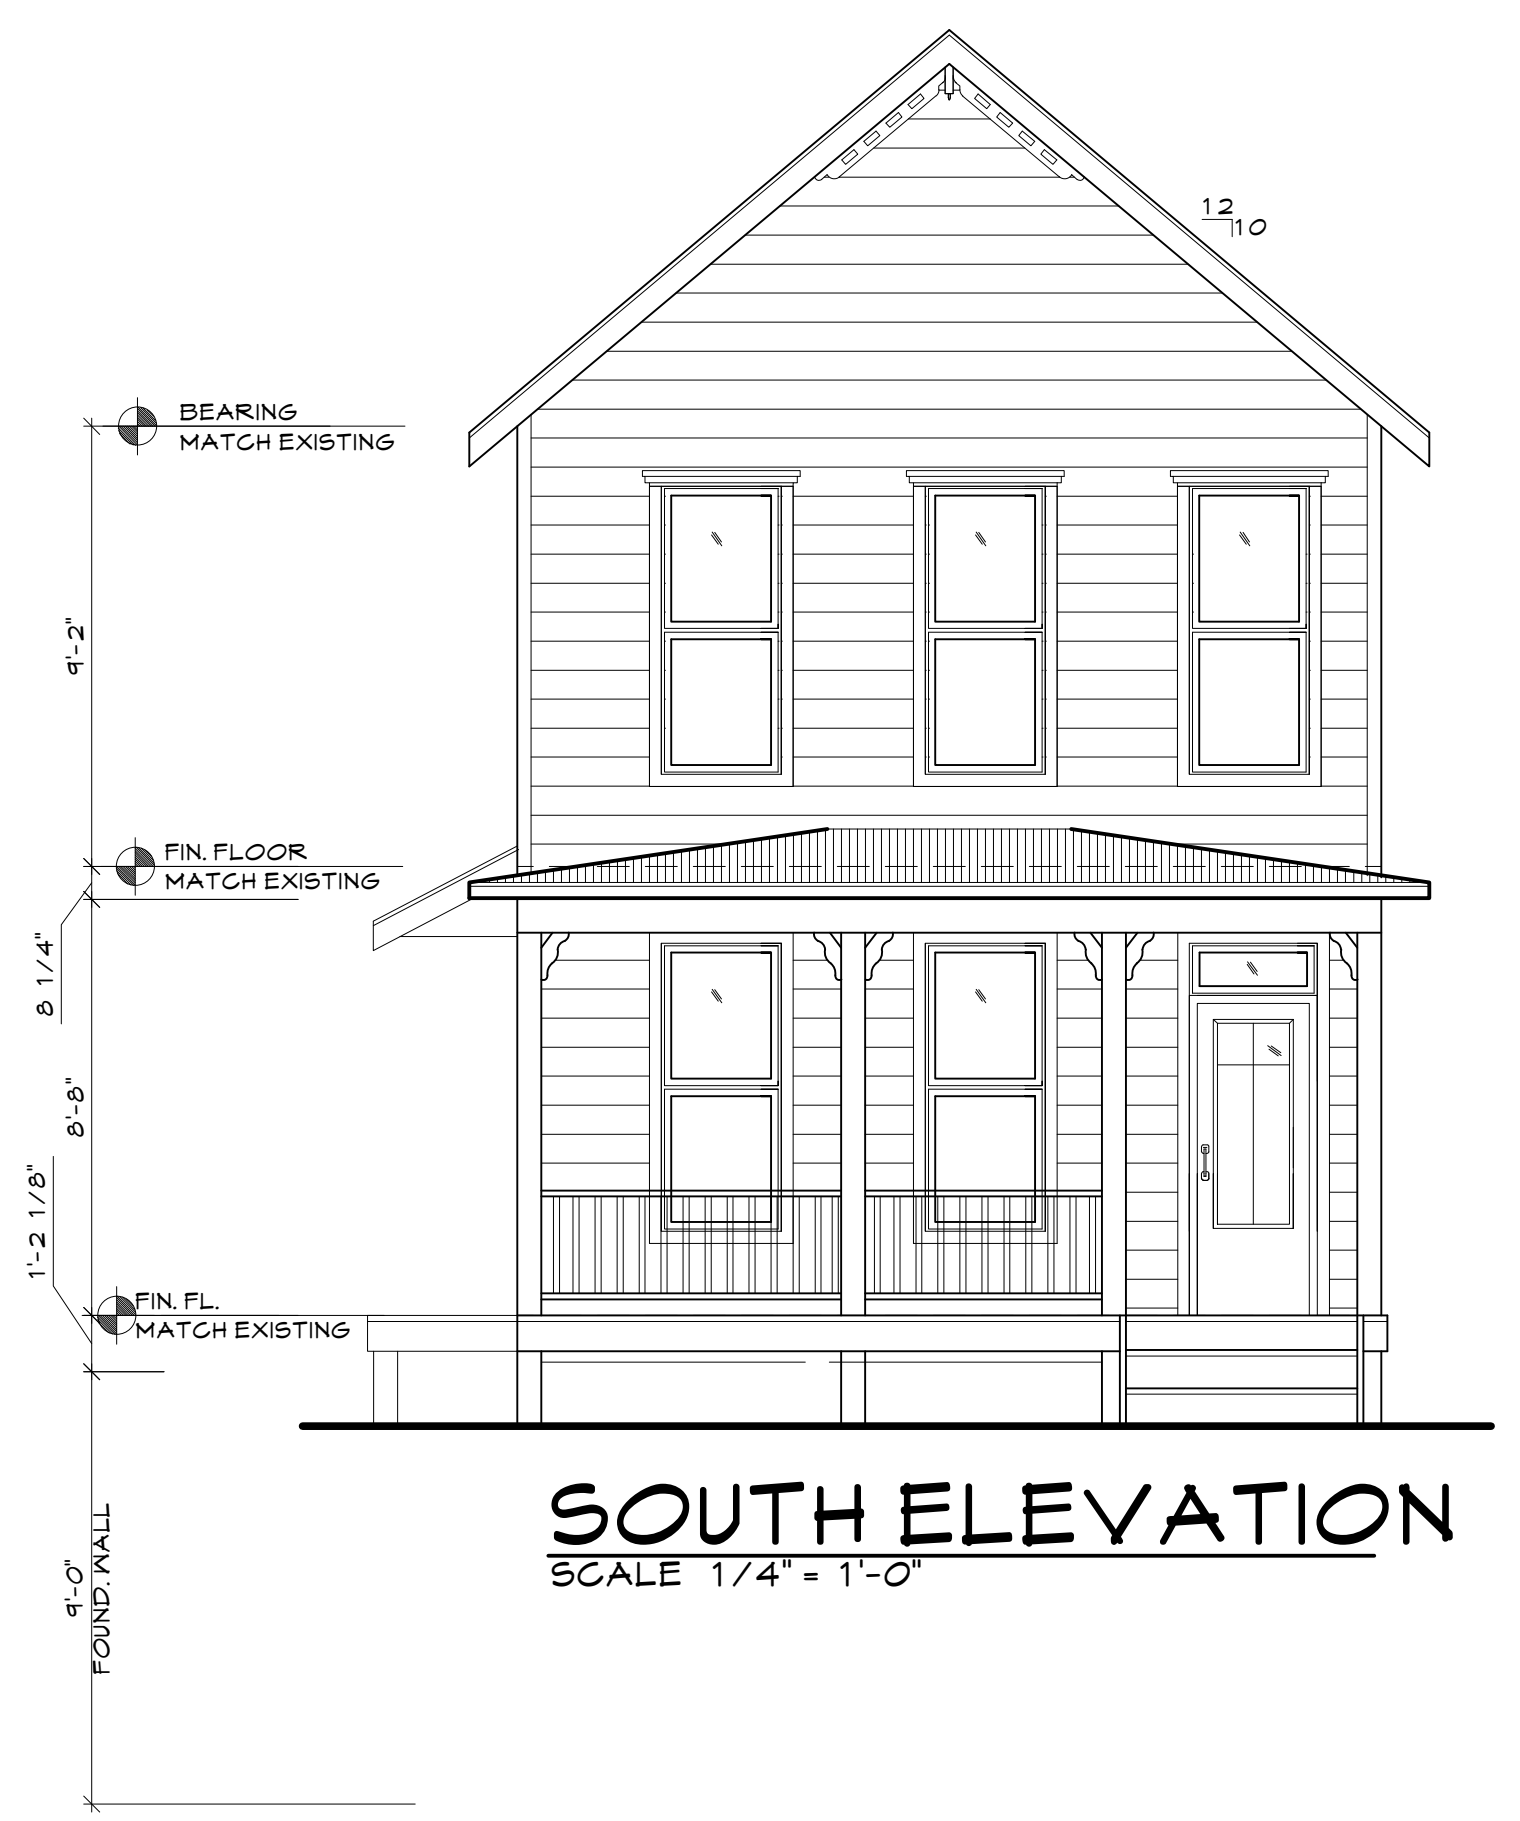 12
10
BEARING
MATCH EXISTING
9'-2"
FIN. FLOOR
MATCH EXISTING
8 1/4"
8'-8"
1'-2 1/8"
FIN. FL.
MATCH EXISTING
9'-0"
FOUND. WALL
SOUTH ELEVATION
SCALE 1/4" = 1'-0"